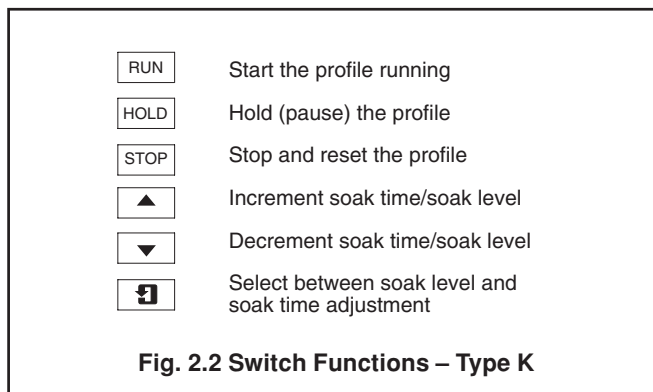 RUN Start the profile running
HOLD Hold (pause) the profile
STOP Stop and reset the profile
▲ Increment soak time/soak level
▼ Decrement soak time/soak level
Select between soak level and
soak time adjustment
Fig. 2.2 Switch Functions – Type K